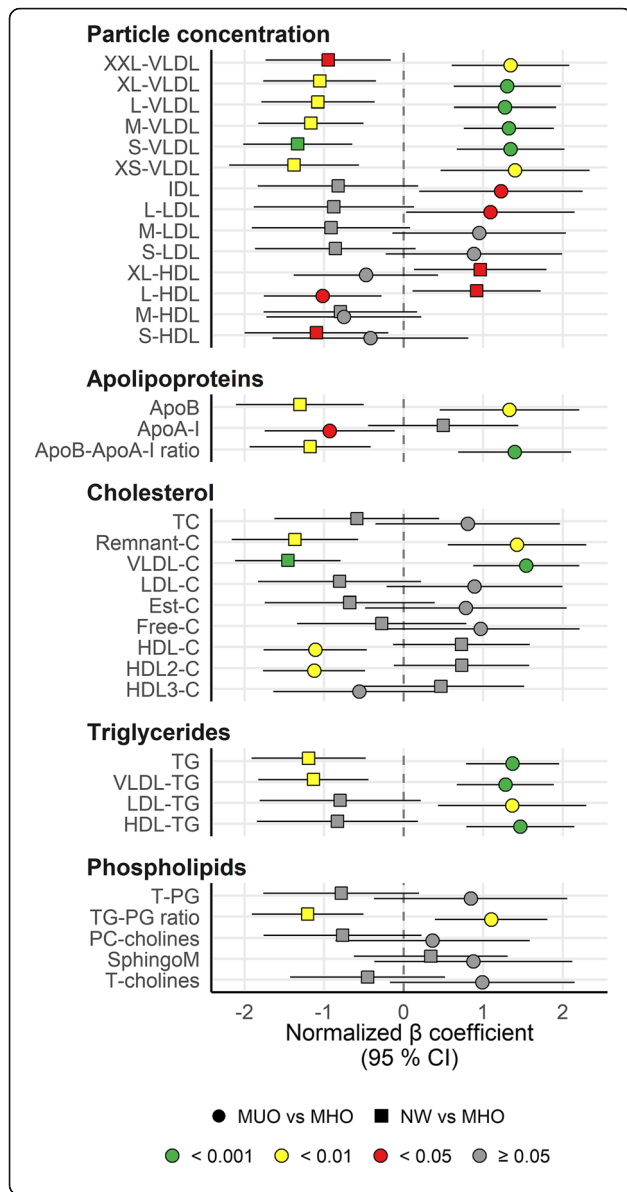 Particle concentration
XXL-VLDL
XL-VLDL
L-VLDL
M-VLDL
S-VLDL
XS-VLDL
IDL
L-LDL
M-LDL
S-LDL
XL-HDL
L-HDL
M-HDL
S-HDL
Apolipoproteins
ApoB
ApoA-I
ApoB-ApoA-I ratio
Cholesterol
TC
Remnant-C
VLDL-C
LDL-C
Est-C
Free-C
HDL-C
HDL2-C
HDL3-C
Triglycerides
TG
VLDL-TG
LDL-TG
HDL-TG
Phospholipids
T-PG
TG-PG ratio
PC-cholines
SphingoM
T-cholines
-2 -1 0 1 2
Normalized β coefficient
(95 % CI)
MUO vs MHO NW vs MHO
< 0.001 < 0.01 < 0.05 ≥ 0.05